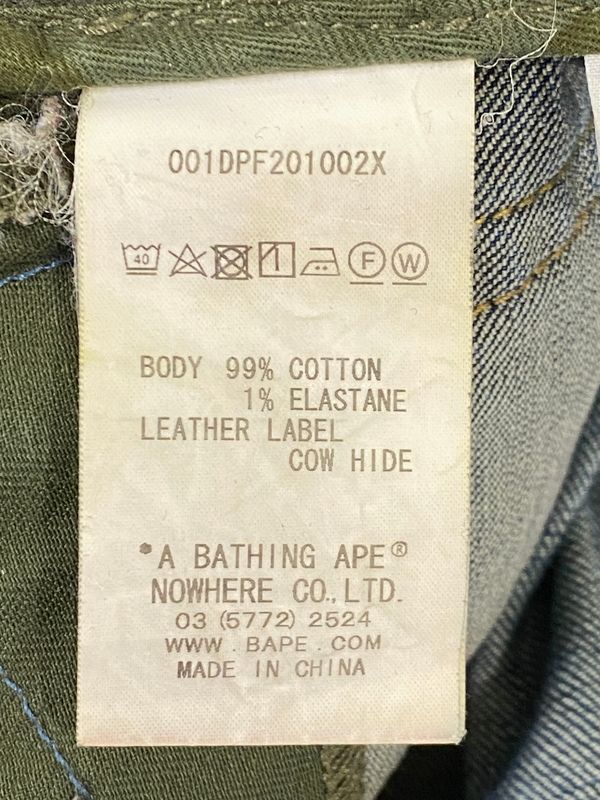 001DPF201002X
40 F W
BODY 99% COTTON
1% ELASTANE
LEATHER LABEL
COW HIDE
*A BATHING APE®
NOWHERE CO.,LTD.
03 (5772) 2524
WWW.BAPE.COM
MADE IN CHINA